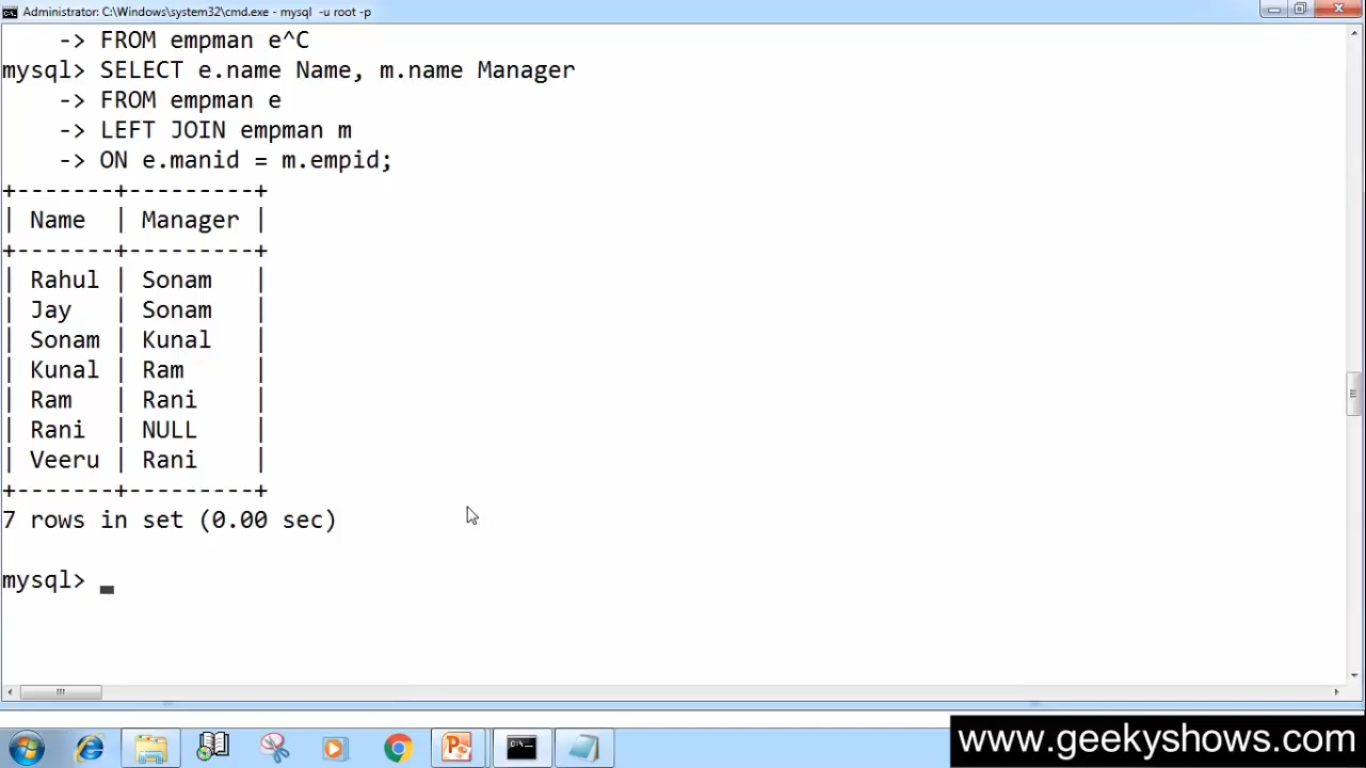 Administrator: C:\Windows\system32\cmd.exe - mysql -u root -p
    -> FROM empman e^C
mysql> SELECT e.name Name, m.name Manager
    -> FROM empman e
    -> LEFT JOIN empman m
    -> ON e.manid = m.empid;
+-------+---------+
| Name  | Manager |
+-------+---------+
| Rahul | Sonam   |
| Jay   | Sonam   |
| Sonam | Kunal   |
| Kunal | Ram     |
| Ram   | Rani    |
| Rani  | NULL    |
| Veeru | Rani    |
+-------+---------+
7 rows in set (0.00 sec)
mysql> _
www.geekyshows.com